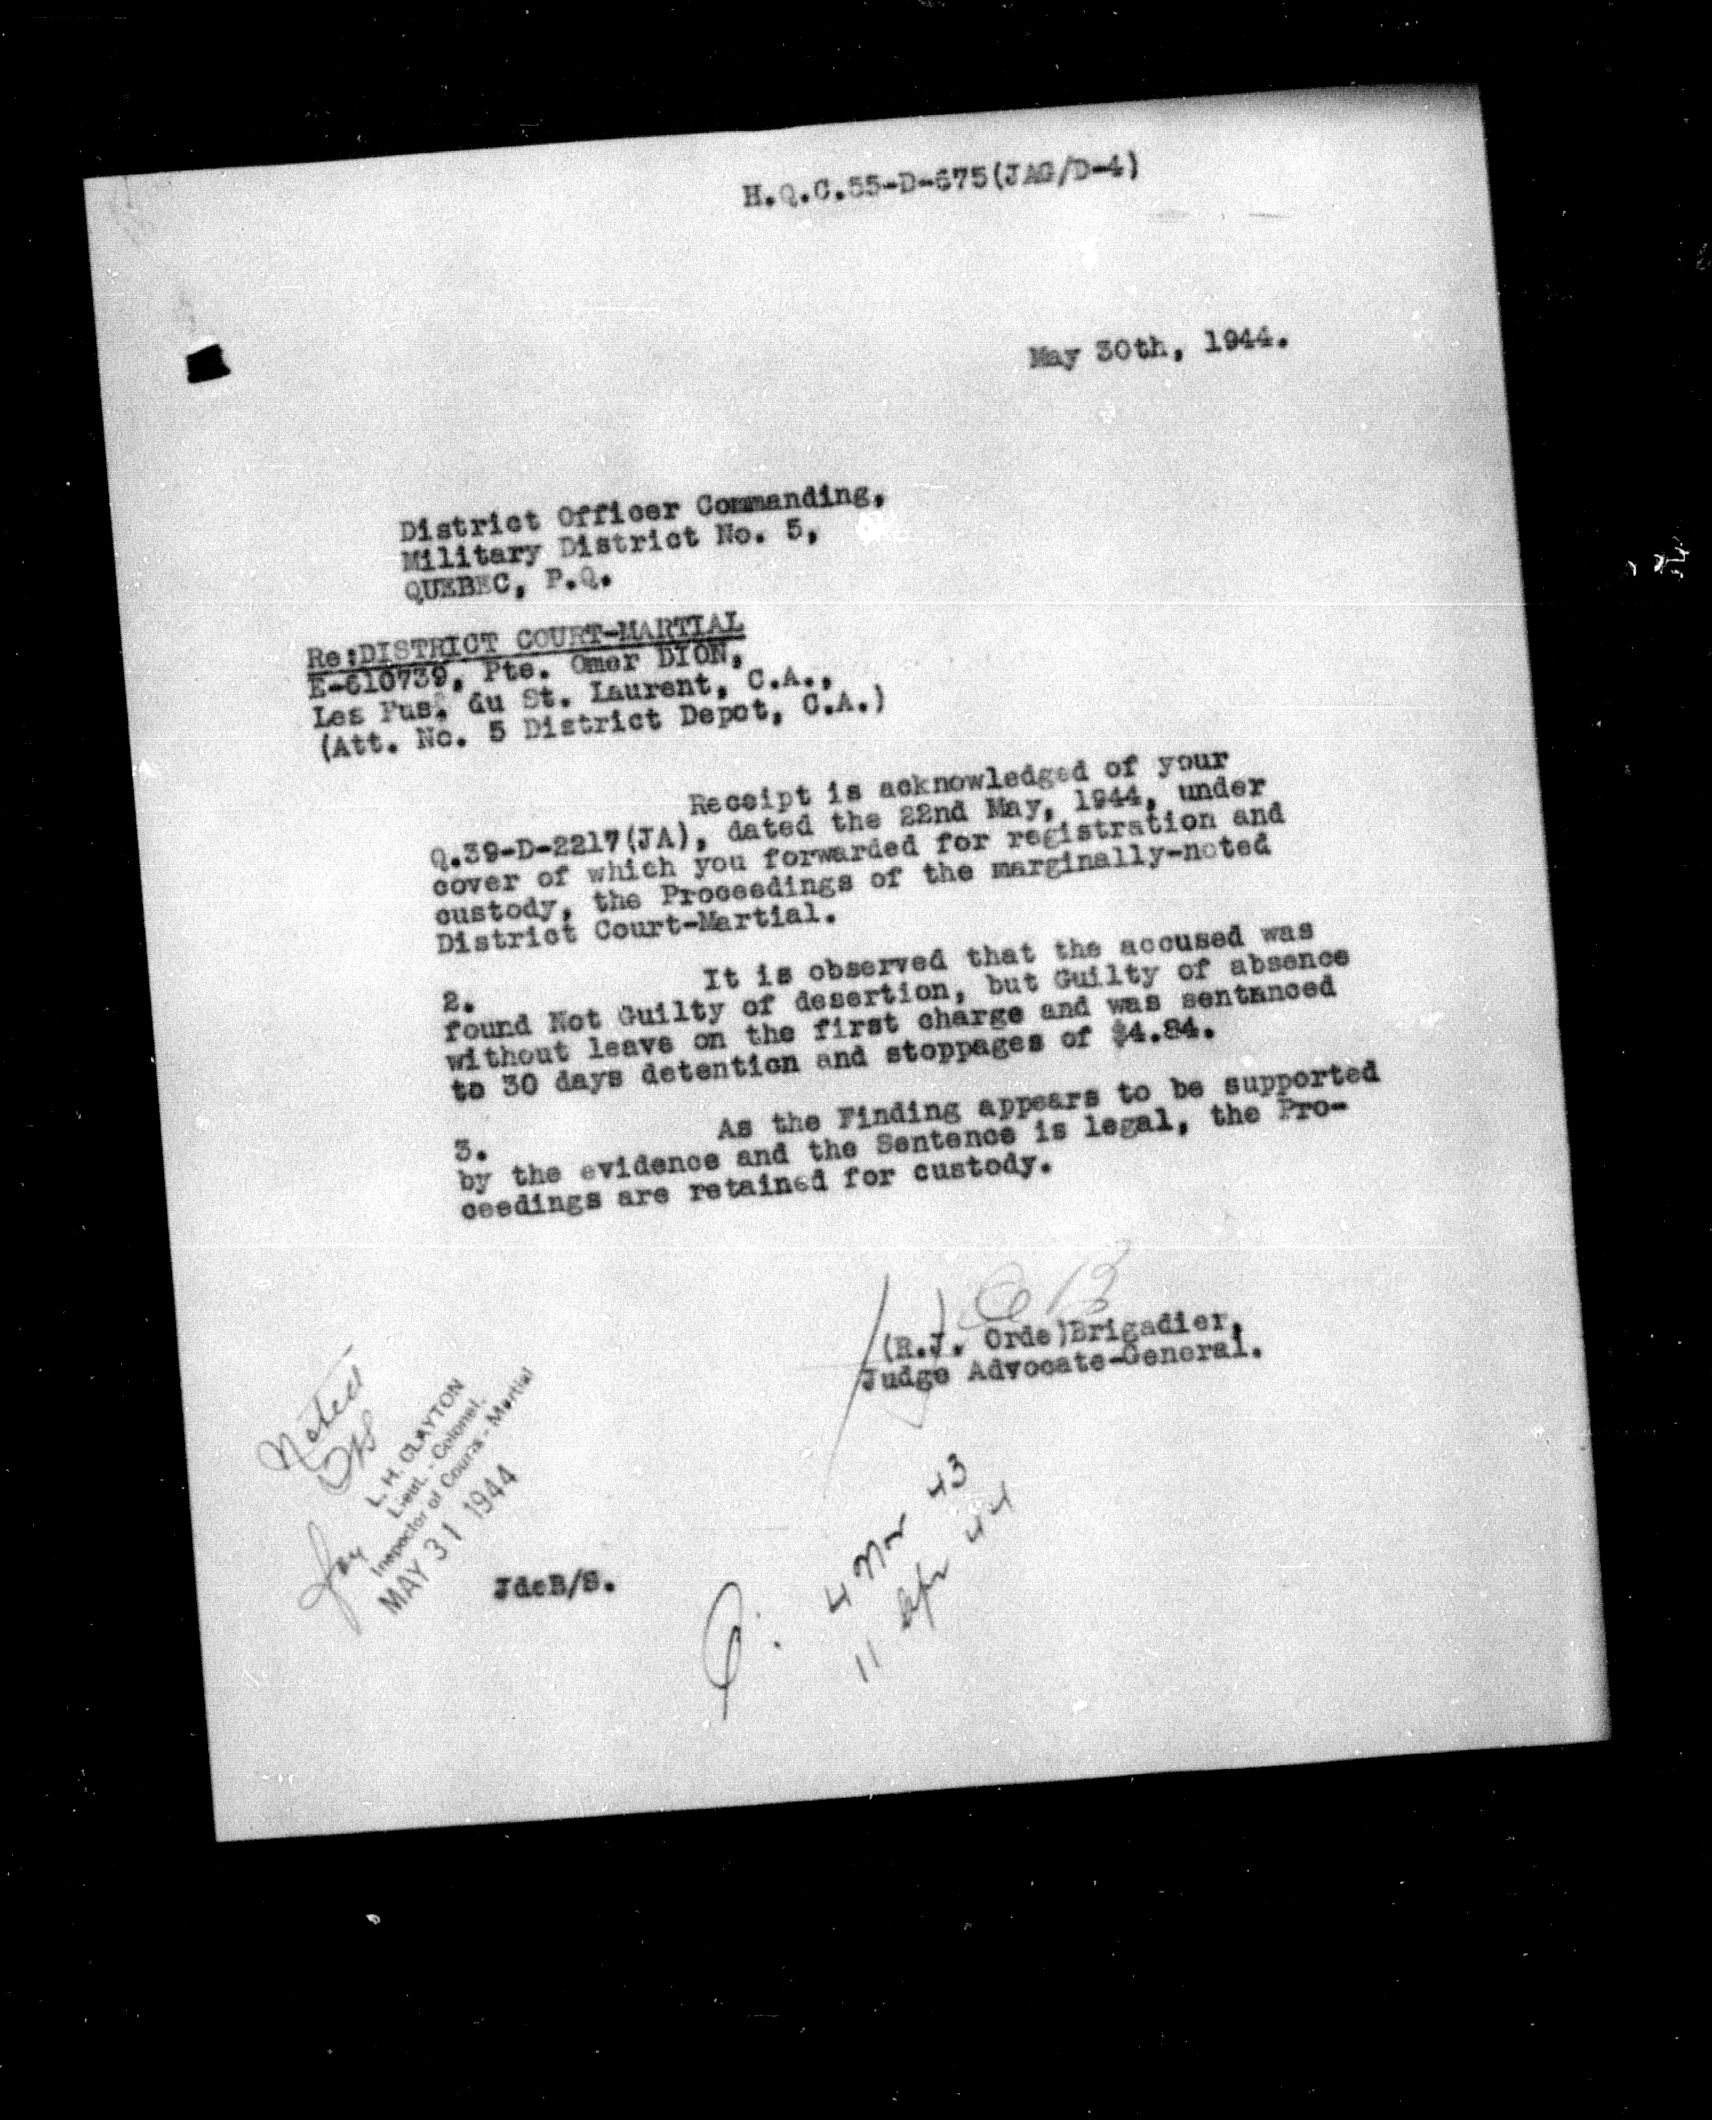 H.Q.C.55-D-675(JAG/D-4)
May 30th, 1944.
District Officer Commanding,
Military District No. 5,
QUEBEC, P.Q.
Re:DISTRICT COURT-MARTIAL
E-610739, Pte. Omer DION,
Les Fus. du St. Laurent, C.A.,
(Att. No. 5 District Depot, C.A.)
Receipt is acknowledged of your
Q.39-D-2217(JA), dated the 22nd May, 1944, under
cover of which you forwarded for registration and
custody, the Proceedings of the marginally-noted
District Court-Martial.
2. It is observed that the accused was
found Not Guilty of desertion, but Guilty of absence
without leave on the first charge and was sentenced
to 30 days detention and stoppages of $4.84.
3. As the Finding appears to be supported
by the evidence and the Sentence is legal, the Pro-
ceedings are retained for custody.
(R.J. Orde)Brigadier,
Judge Advocate-General.
Noted
for
L. H. CLAYTON
Lieut. - Colonel.
Inspector of Courts - Martial
MAY 31 1944
JdeB/S.
4 Mar 43
11 Apr 44